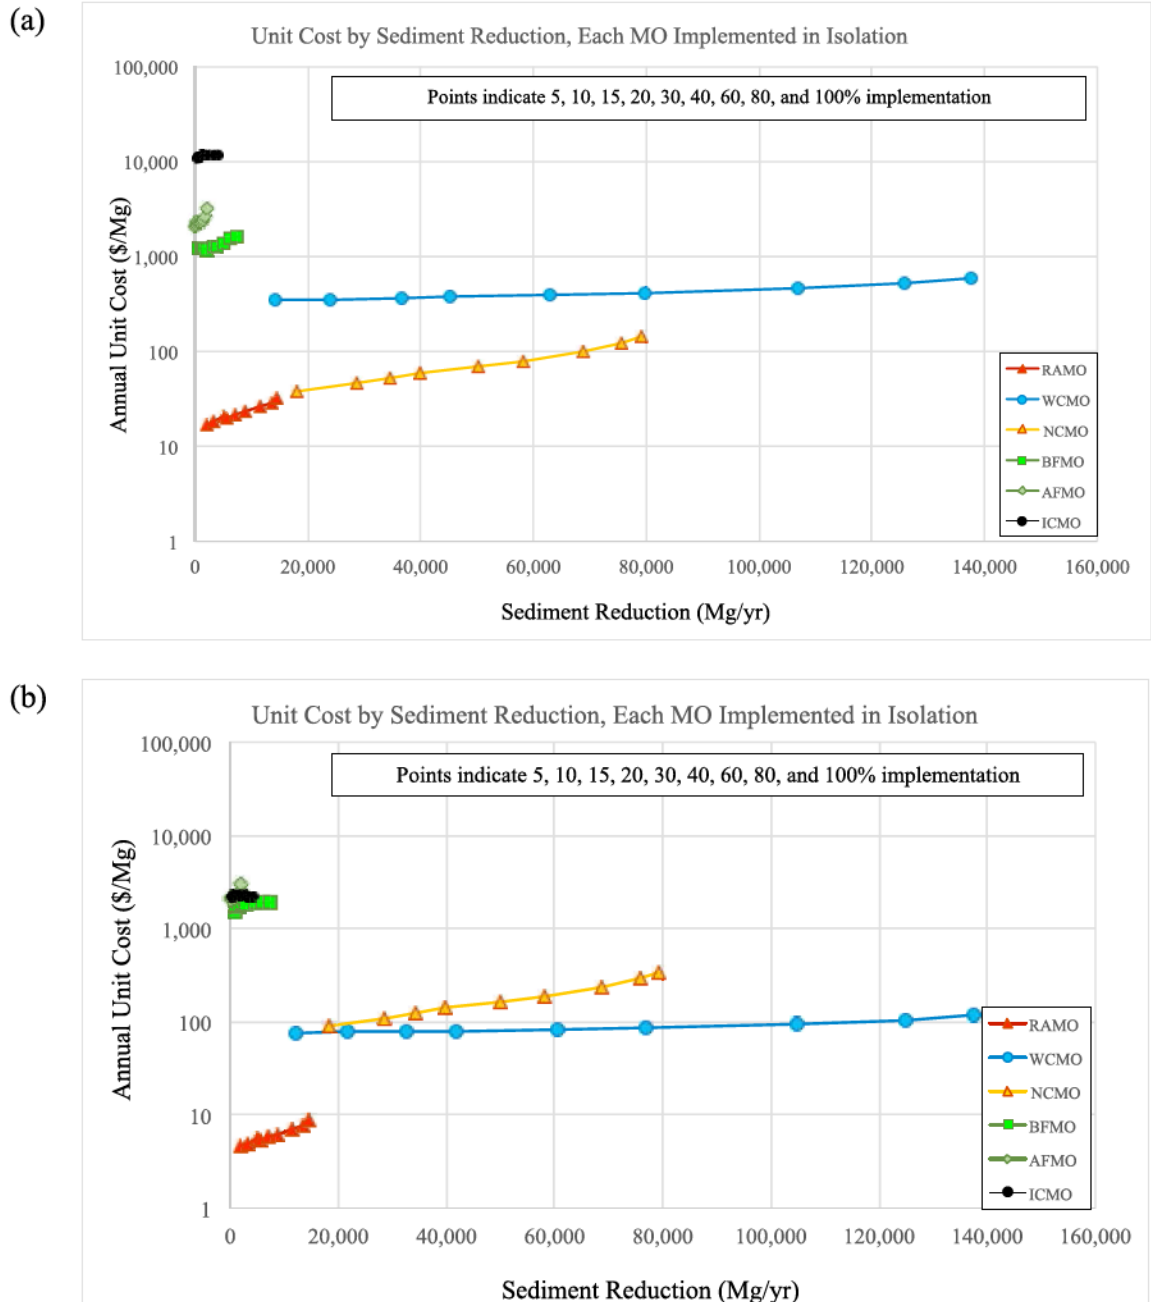 (a)
Unit Cost by Sediment Reduction, Each MO Implemented in Isolation
Points indicate 5, 10, 15, 20, 30, 40, 60, 80, and 100% implementation
Annual Unit Cost ($/Mg)
100,000
10,000
1,000
100
10
1
0 20,000 40,000 60,000 80,000 100,000 120,000 140,000 160,000
Sediment Reduction (Mg/yr)
RAMO
WCMO
NCMO
BFMO
AFMO
ICMO
(b)
Unit Cost by Sediment Reduction, Each MO Implemented in Isolation
Points indicate 5, 10, 15, 20, 30, 40, 60, 80, and 100% implementation
Annual Unit Cost ($/Mg)
100,000
10,000
1,000
100
10
1
0 20,000 40,000 60,000 80,000 100,000 120,000 140,000 160,000
Sediment Reduction (Mg/yr)
RAMO
WCMO
NCMO
BFMO
AFMO
ICMO